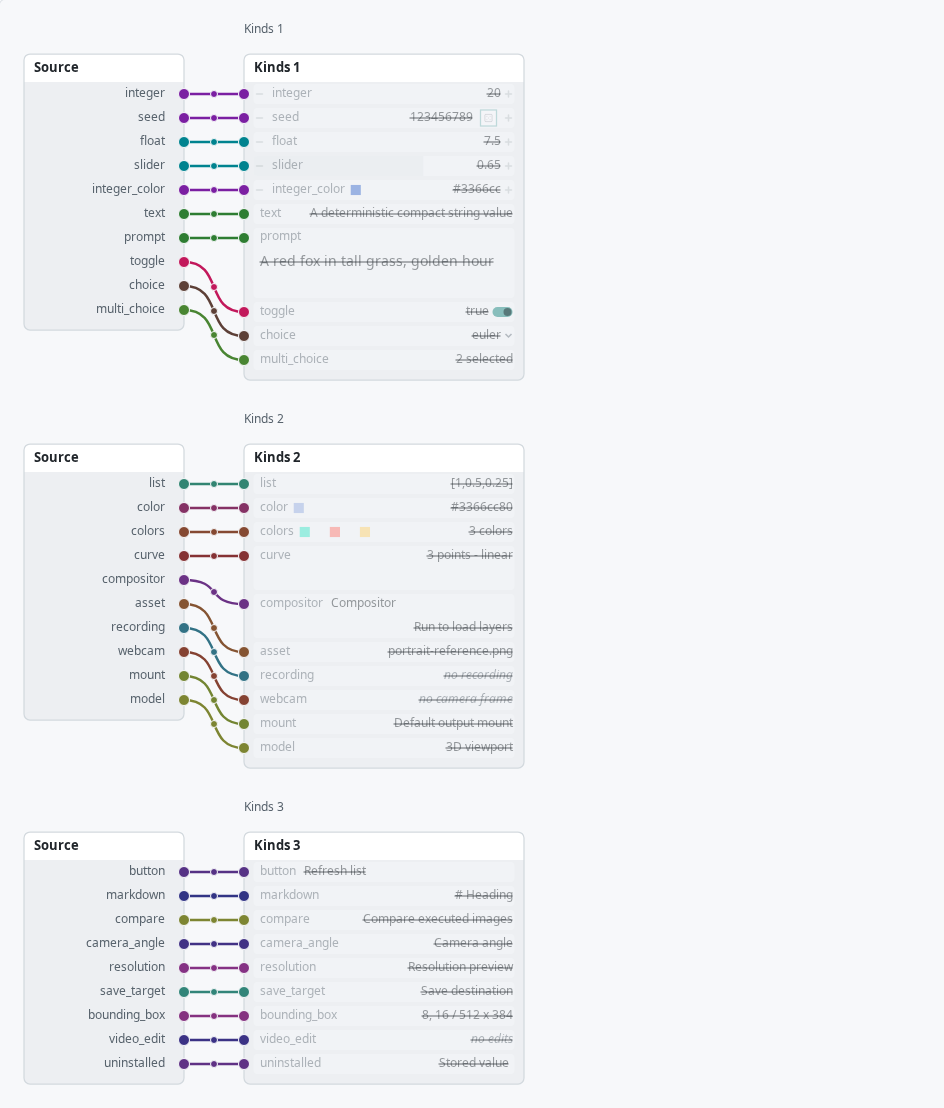 Kinds 1
Source
integer
seed
float
slider
integer_color
text
prompt
toggle
choice
multi_choice
Kinds 1
integer 20
seed 123456789
float 7.5
slider 0.65
integer_color #3366cc
text A deterministic compact string value
prompt
A red fox in tall grass, golden hour
toggle true
choice euler
multi_choice 2 selected
Kinds 2
Source
list
color
colors
curve
compositor
asset
recording
webcam
mount
model
Kinds 2
list [1,0.5,0.25]
color #3366cc80
colors 3 colors
curve 3 points - linear
compositor Compositor
Run to load layers
asset portrait-reference.png
recording no recording
webcam no camera frame
mount Default output mount
model 3D viewport
Kinds 3
Source
button
markdown
compare
camera_angle
resolution
save_target
bounding_box
video_edit
uninstalled
Kinds 3
button Refresh list
markdown # Heading
compare Compare executed images
camera_angle Camera angle
resolution Resolution preview
save_target Save destination
bounding_box 8, 16 / 512 x 384
video_edit no edits
uninstalled Stored value